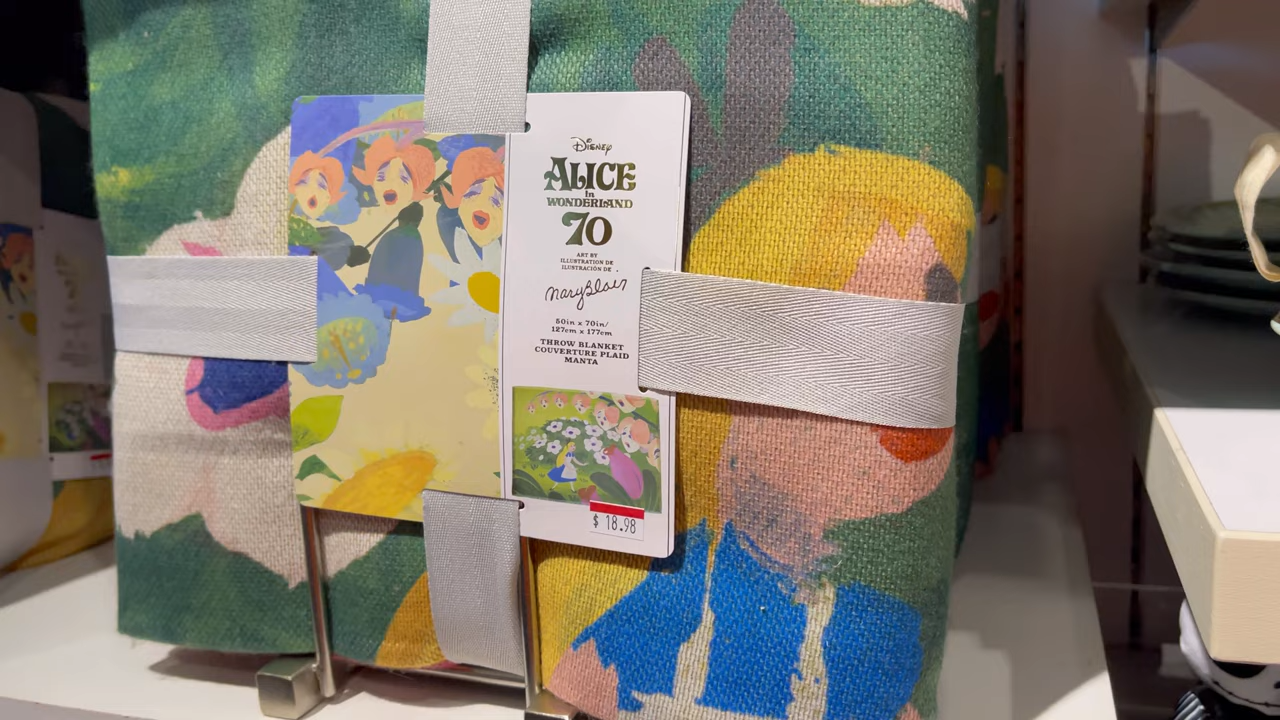 Disney
ALICE
in
WONDERLAND
70
ART BY
ILLUSTRATION DE
ILUSTRACIÓN DE
Mary Blair
50in x 70in/
127cm x 177cm
THROW BLANKET
COUVERTURE PLAID
MANTA
$ 18.98